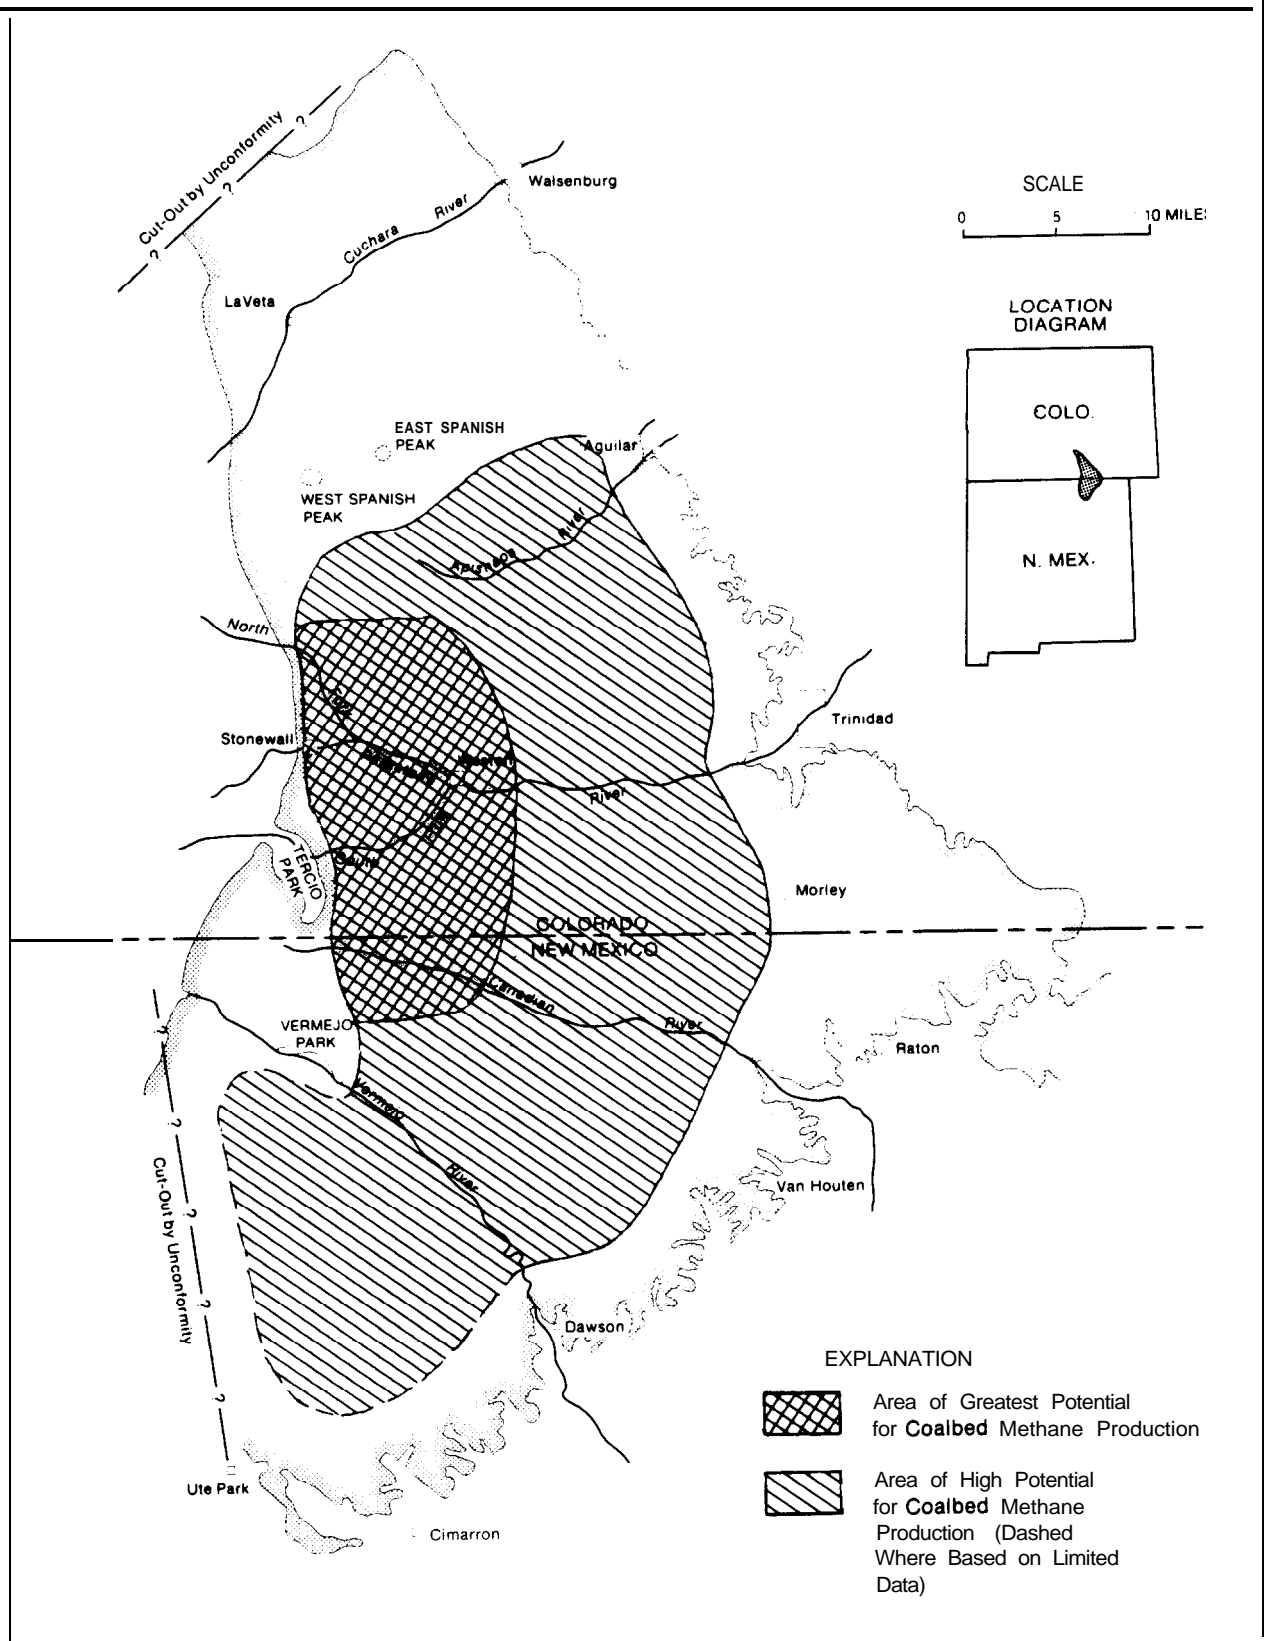 Cut-Out by Unconformity
?
?
?
Walsenburg
Cuchara River
LaVeta
SCALE
0 5 10 MILE
LOCATION
DIAGRAM
COLO.
N. MEX.
EAST SPANISH
PEAK
WEST SPANISH
PEAK
Aguilar
Apishapa River
North
Fork
Stonewall
Trinidad
Weston
River
South
Fork
TERCIO
PARK
Morley
COLORADO
NEW MEXICO
Canadian River
VERMEJO
PARK
Raton
Vermejo River
?
?
?
?
?
Cut-Out by Unconformity
Van Houten
Dawson
Ute Park
Cimarron
EXPLANATION
Area of Greatest Potential
for Coalbed Methane Production
Area of High Potential
for Coalbed Methane
Production (Dashed
Where Based on Limited
Data)